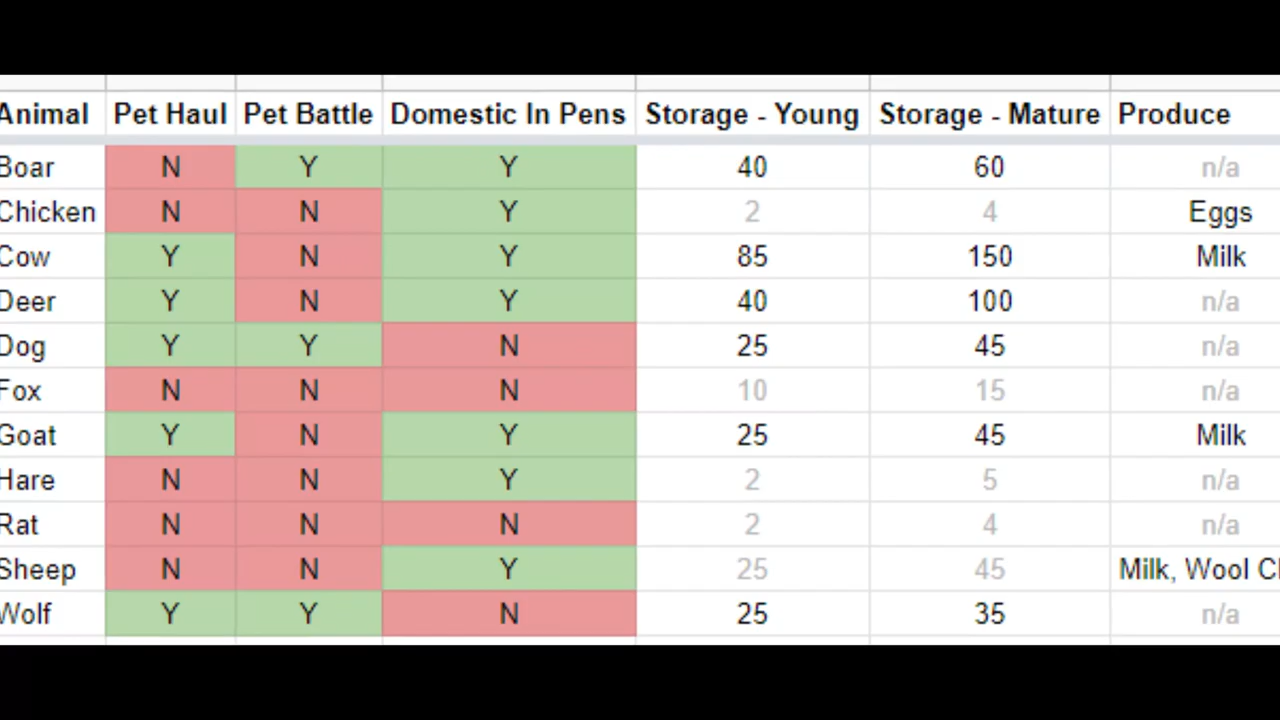 Animal Pet Haul Pet Battle Domestic In Pens Storage - Young Storage - Mature Produce
Boar N Y Y 40 60 n/a
Chicken N N Y 2 4 Eggs
Cow Y N Y 85 150 Milk
Deer Y N Y 40 100 n/a
Dog Y Y N 25 45 n/a
Fox N N N 10 15 n/a
Goat Y N Y 25 45 Milk
Hare N N Y 2 5 n/a
Rat N N N 2 4 n/a
Sheep N N Y 25 45 Milk, Wool
Wolf Y Y N 25 35 n/a